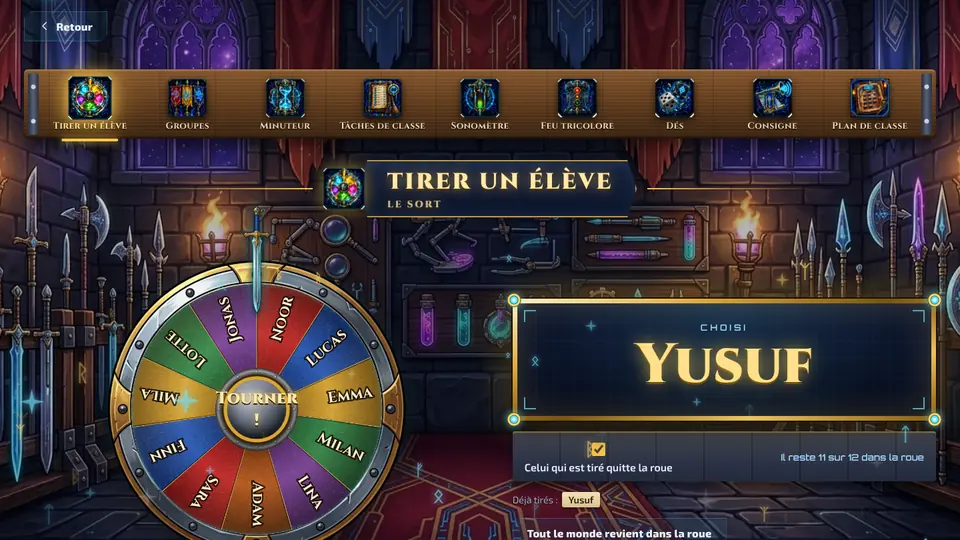 Retour
Tirer un élève
Groupes
Minuteur
Tâches de classe
Sonomètre
Feu tricolore
Dés
Consigne
Plan de classe
TIRER UN ÉLÈVE
LE SORT
Jonas
Noor
Lucas
Emma
Milan
Lina
Adam
Sara
Finn
Mila
Lotte
Tourner
!
CHOISI
Yusuf
Celui qui est tiré quitte la roue
Il reste 11 sur 12 dans la roue
Déjà tirés : Yusuf
Tout le monde revient dans la roue